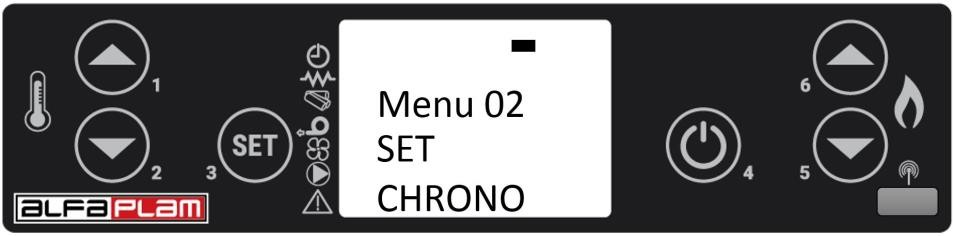 1
2
3
SET
Menu 02
SET
CHRONO
4
5
6
ALFAPLAM